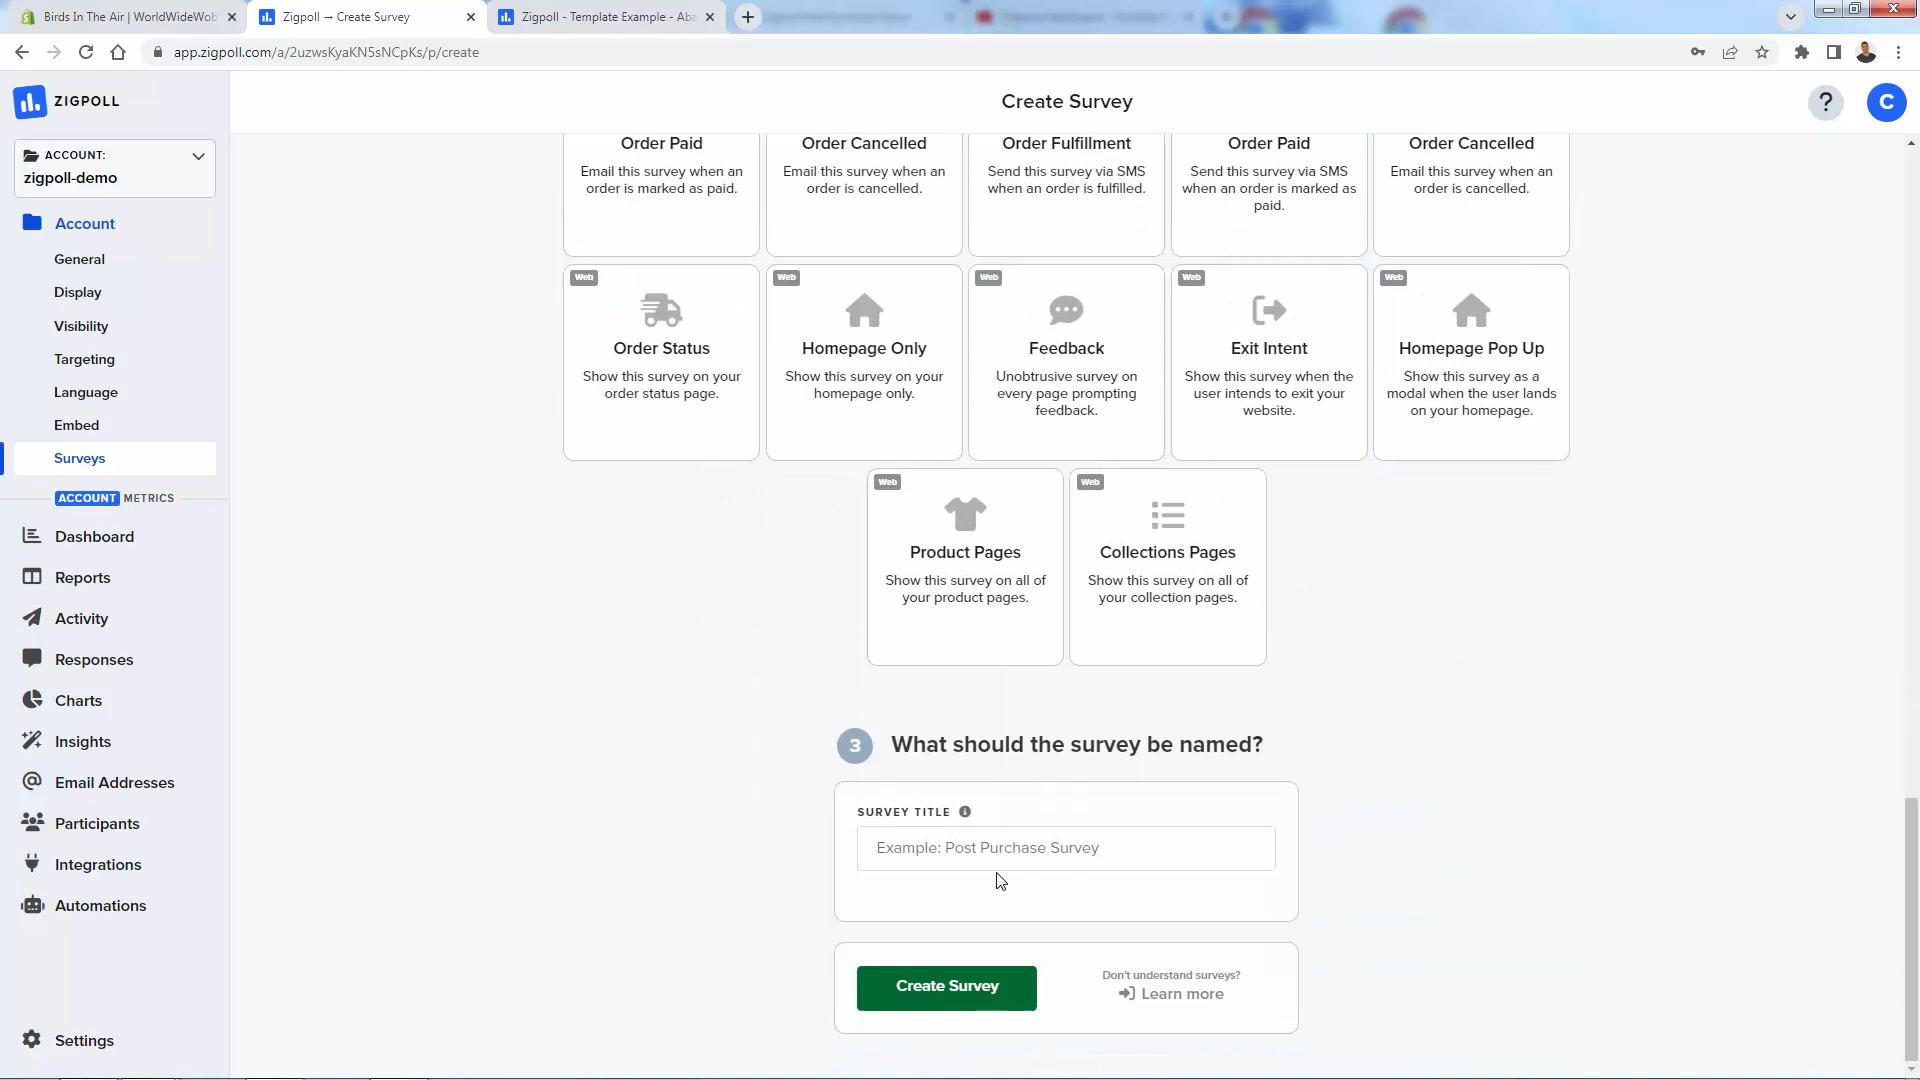 Birds In The Air | WorldWideWob
Zigpoll → Create Survey
Zigpoll - Template Example - Aba
app.zigpoll.com/a/2uzwsKyaKN5sNCpKs/p/create
ZIGPOLL
Create Survey
?
C
ACCOUNT:
zigpoll-demo
Account
General
Display
Visibility
Targeting
Language
Embed
Surveys
ACCOUNT METRICS
Dashboard
Reports
Activity
Responses
Charts
Insights
Email Addresses
Participants
Integrations
Automations
Settings
Order Paid
Email this survey when an
order is marked as paid.
Order Cancelled
Email this survey when an
order is cancelled.
Order Fulfillment
Send this survey via SMS
when an order is fulfilled.
Order Paid
Send this survey via SMS
when an order is marked as
paid.
Order Cancelled
Email this survey when an
order is cancelled.
Web
Order Status
Show this survey on your
order status page.
Web
Homepage Only
Show this survey on your
homepage only.
Web
Feedback
Unobtrusive survey on
every page prompting
feedback.
Web
Exit Intent
Show this survey when the
user intends to exit your
website.
Web
Homepage Pop Up
Show this survey as a
modal when the user lands
on your homepage.
Web
Product Pages
Show this survey on all of
your product pages.
Web
Collections Pages
Show this survey on all of
your collection pages.
3 What should the survey be named?
SURVEY TITLE
Example: Post Purchase Survey
Create Survey
Don't understand surveys?
Learn more